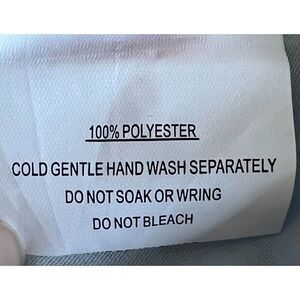 100% POLYESTER
COLD GENTLE HAND WASH SEPARATELY
DO NOT SOAK OR WRING
DO NOT BLEACH